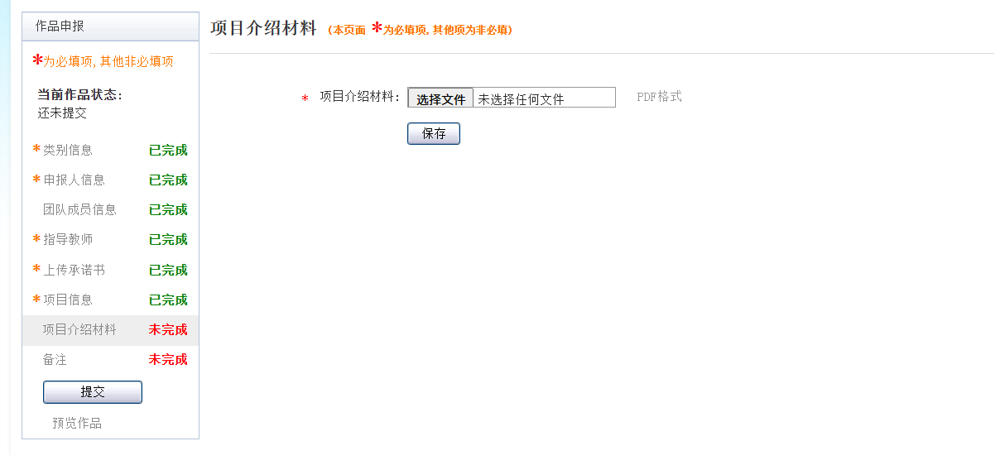 作品申报
*为必填项, 其他非必填项
当前作品状态:
还未提交
* 类别信息 已完成
* 申报人信息 已完成
团队成员信息 已完成
* 指导教师 已完成
* 上传承诺书 已完成
* 项目信息 已完成
项目介绍材料 未完成
备注 未完成
提交
预览作品
项目介绍材料 (本页面 *为必填项, 其他项为非必填)
* 项目介绍材料: 选择文件 未选择任何文件 PDF格式
保存